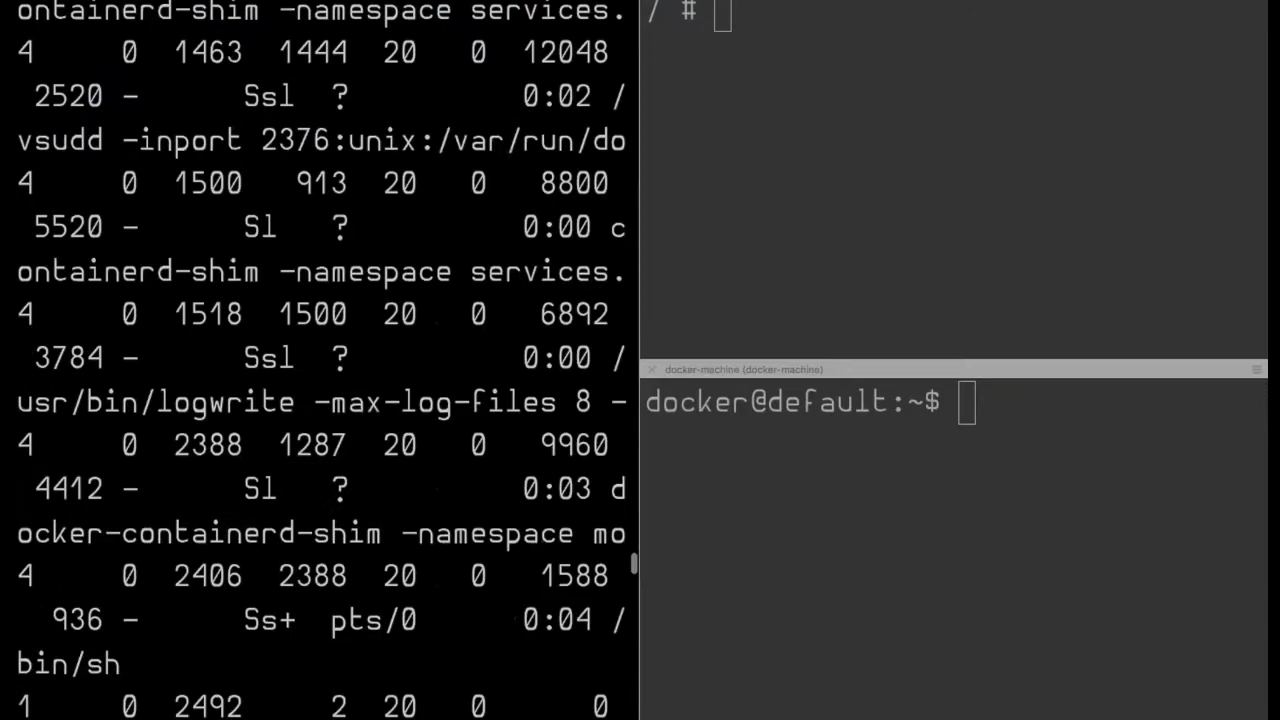 ontainerd-shim -namespace services.
4 0 1463 1444 20 0 12048
2520 - Ssl ? 0:02 /
vsudd -inport 2376:unix:/var/run/do
4 0 1500 913 20 0 8800
5520 - Sl ? 0:00 c
ontainerd-shim -namespace services.
4 0 1518 1500 20 0 6892
3784 - Ssl ? 0:00 /
usr/bin/logwrite -max-log-files 8 -
4 0 2388 1287 20 0 9960
4412 - Sl ? 0:03 d
ocker-containerd-shim -namespace mo
4 0 2406 2388 20 0 1588
936 - Ss+ pts/0 0:04 /
bin/sh
1 0 2492 2 20 0 0
/ #
docker-machine (docker-machine)
docker@default:~$